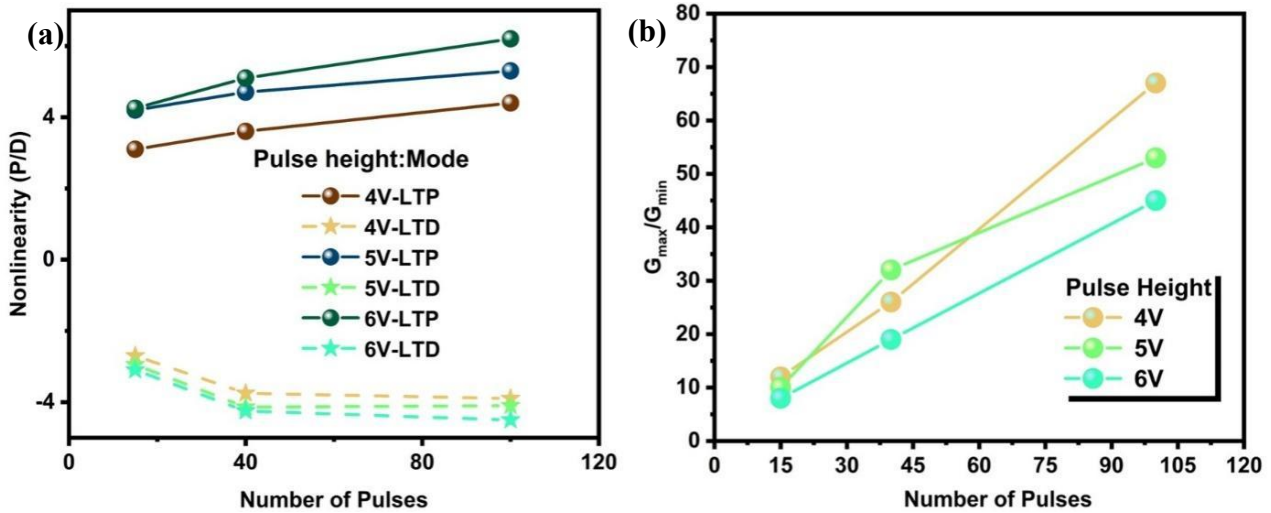 (a)
Nonlinearity (P/D)
4
0
-4
Pulse height:Mode
4V-LTP
4V-LTD
5V-LTP
5V-LTD
6V-LTP
6V-LTD
0 40 80 120
Number of Pulses
(b)
Gmax/Gmin
80
70
60
50
40
30
20
10
0
Pulse Height
4V
5V
6V
0 15 30 45 60 75 90 105 120
Number of Pulses